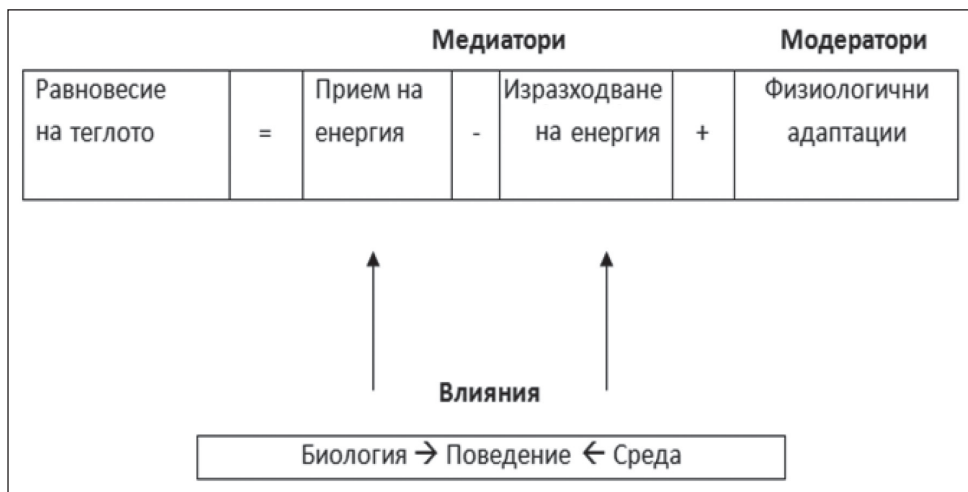 Медиатори Модератори
Равновесие Прием на Изразходване Физиологични
на теглото = енергия - на енергия + адаптации
Влияния
Биология → Поведение ← Среда